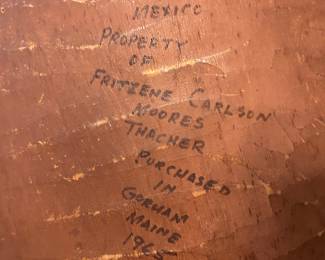 MEXICO
PROPERTY
OF
FRITZENE CARLSON
MOORES
THACHER
PURCHASED
IN
GORHAM
MAINE
1965